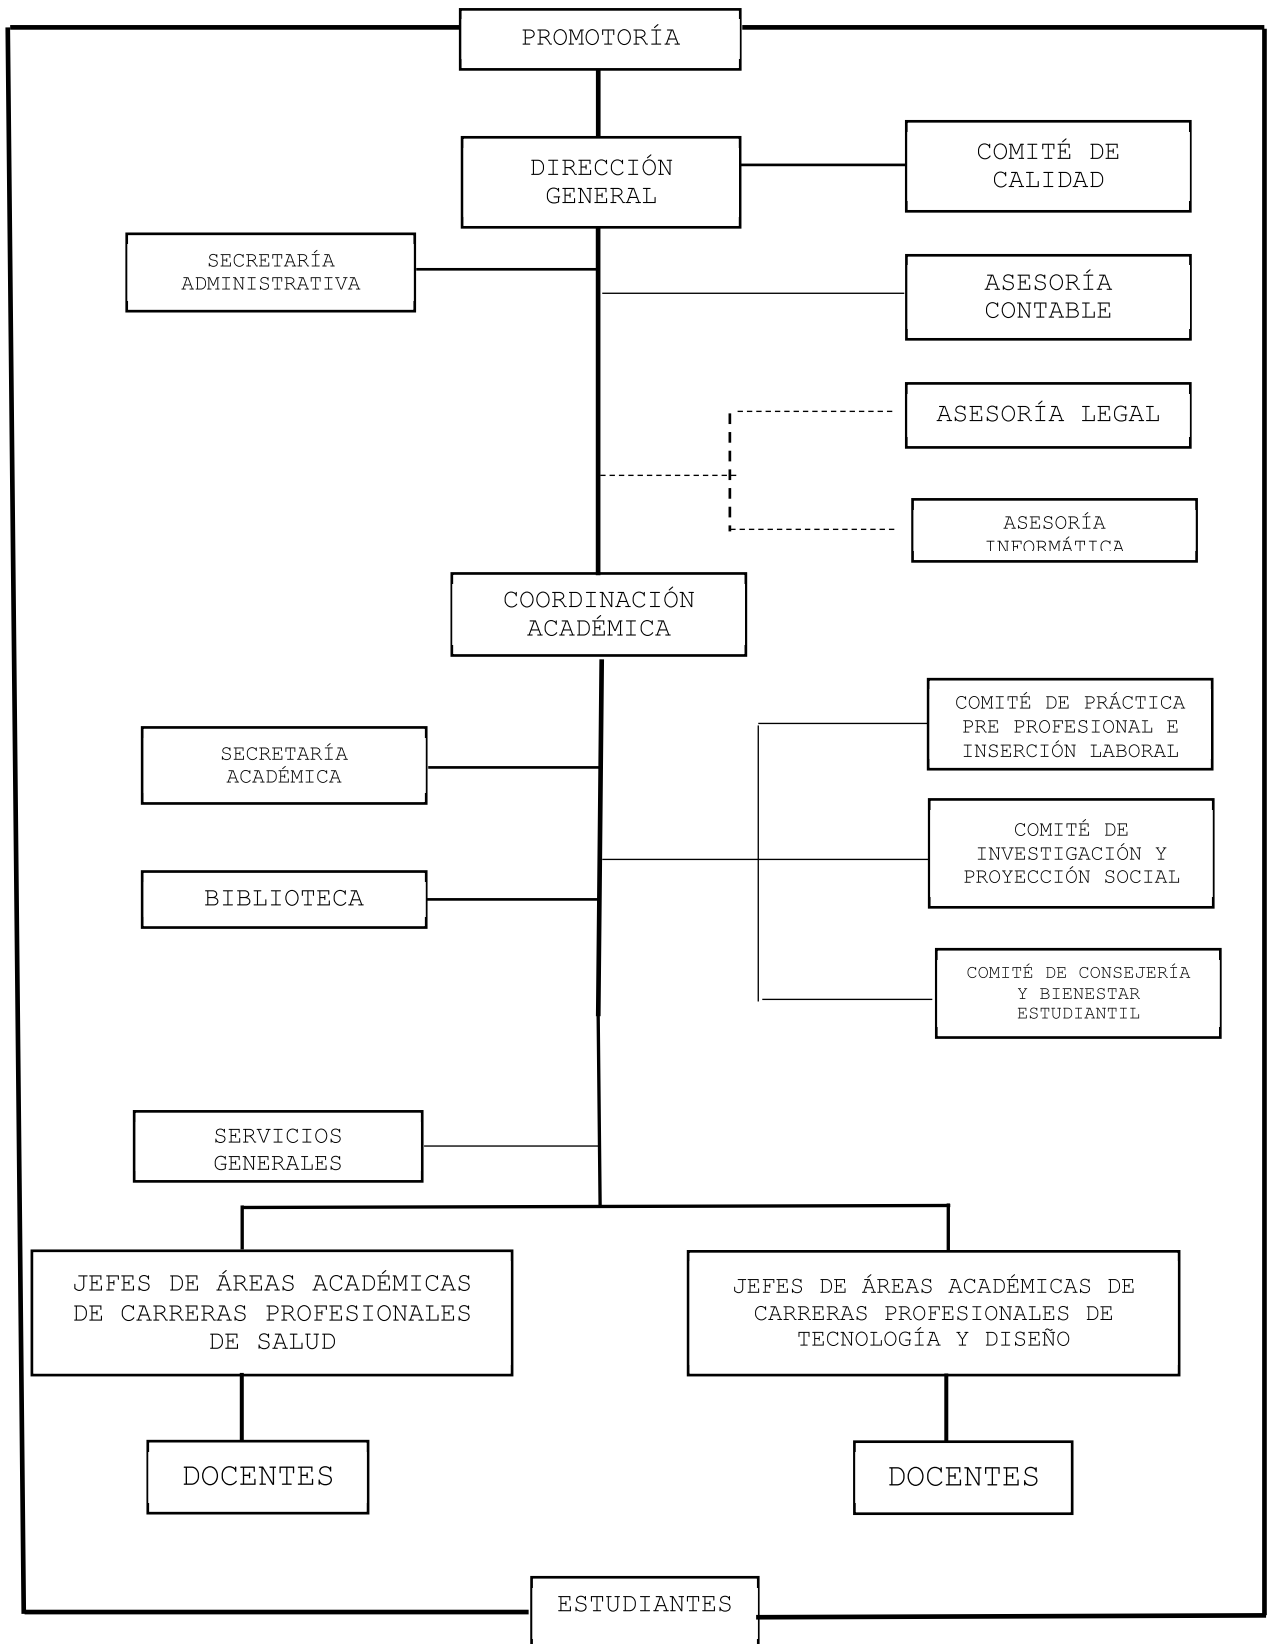 PROMOTORÍA
DIRECCIÓN
GENERAL
COMITÉ DE
CALIDAD
SECRETARÍA
ADMINISTRATIVA
ASESORÍA
CONTABLE
ASESORÍA LEGAL
ASESORÍA
INFORMÁTICA
COORDINACIÓN
ACADÉMICA
COMITÉ DE PRÁCTICA
PRE PROFESIONAL E
INSERCIÓN LABORAL
SECRETARÍA
ACADÉMICA
COMITÉ DE
INVESTIGACIÓN Y
PROYECCIÓN SOCIAL
BIBLIOTECA
COMITÉ DE CONSEJERÍA
Y BIENESTAR
ESTUDIANTIL
SERVICIOS
GENERALES
JEFES DE ÁREAS ACADÉMICAS
DE CARRERAS PROFESIONALES
DE SALUD
JEFES DE ÁREAS ACADÉMICAS DE
CARRERAS PROFESIONALES DE
TECNOLOGÍA Y DISEÑO
DOCENTES
DOCENTES
ESTUDIANTES